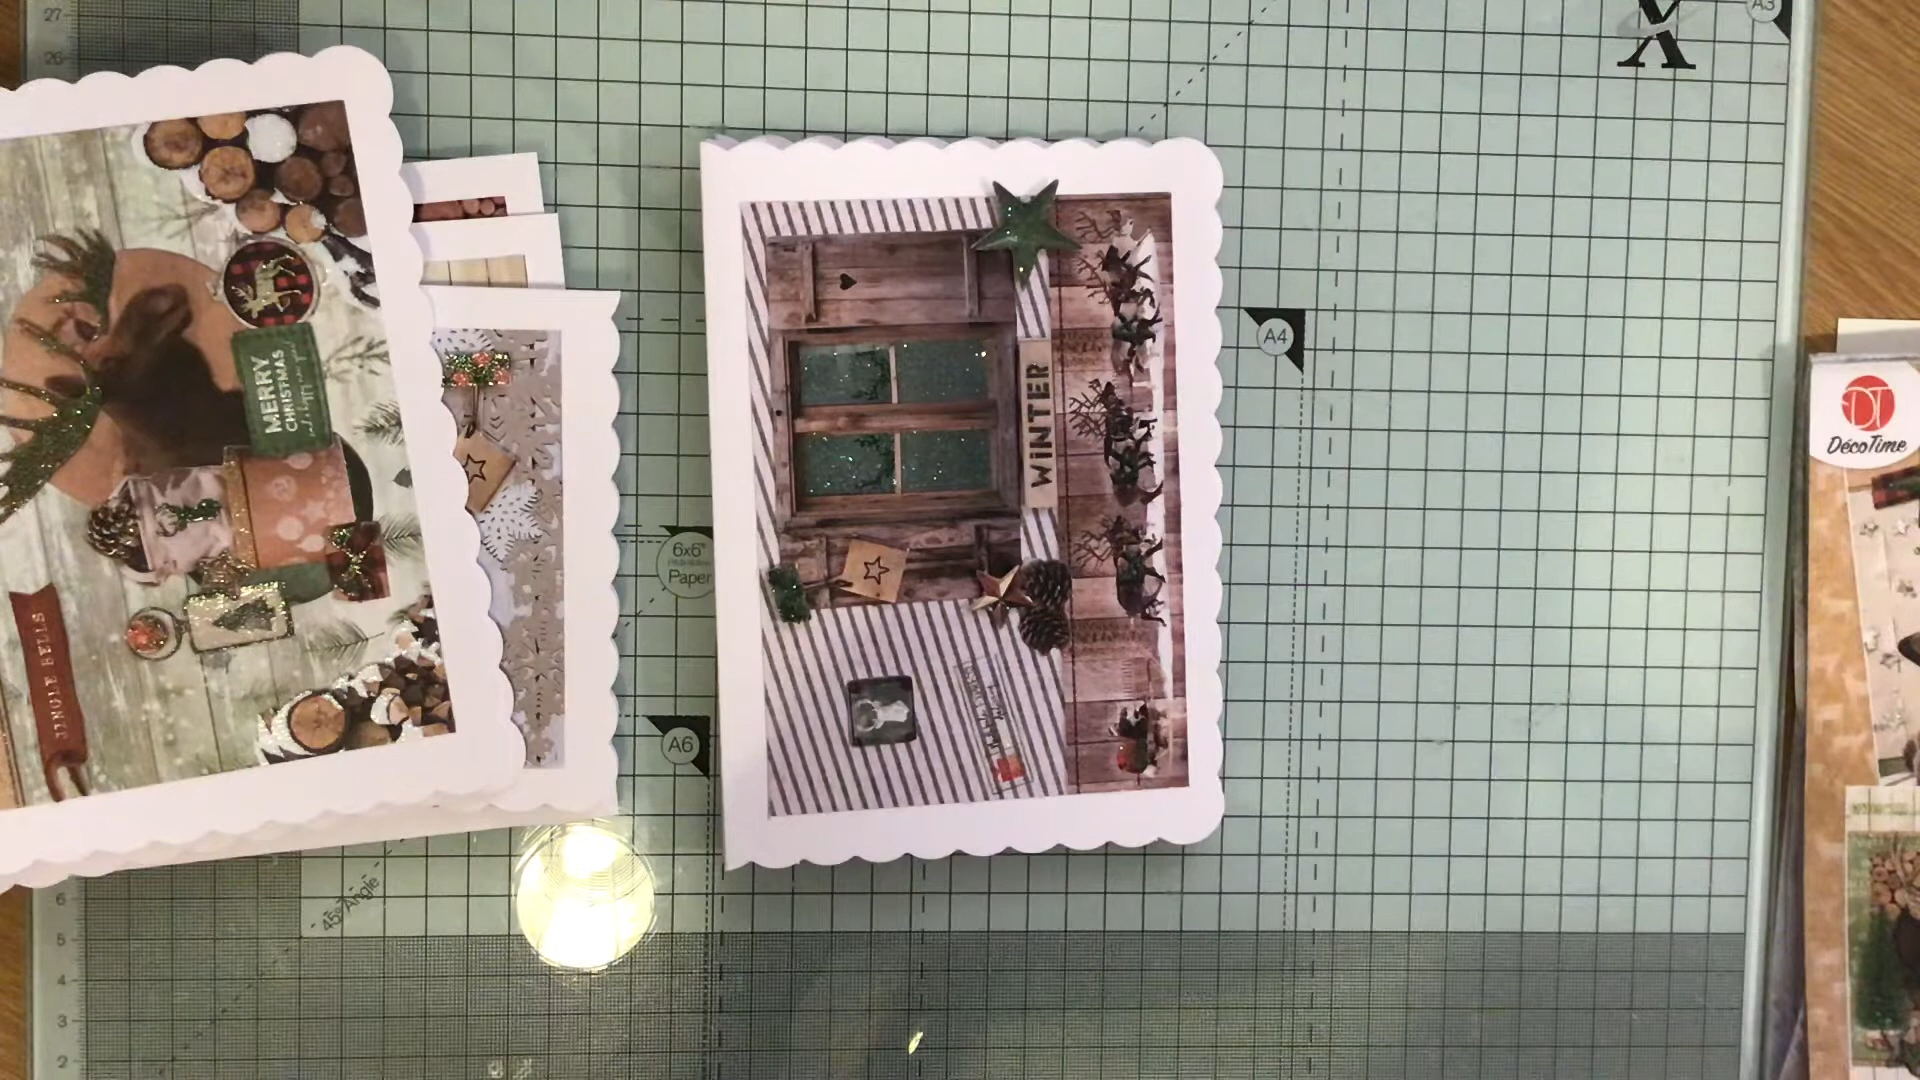 27
26
X
A3
MERRY
CHRISTMAS
JINGLE BELLS
WiNTER
A4
6x6"
Paper
A6
DT
DécoTime
45° Angle
6
5
4
3
2